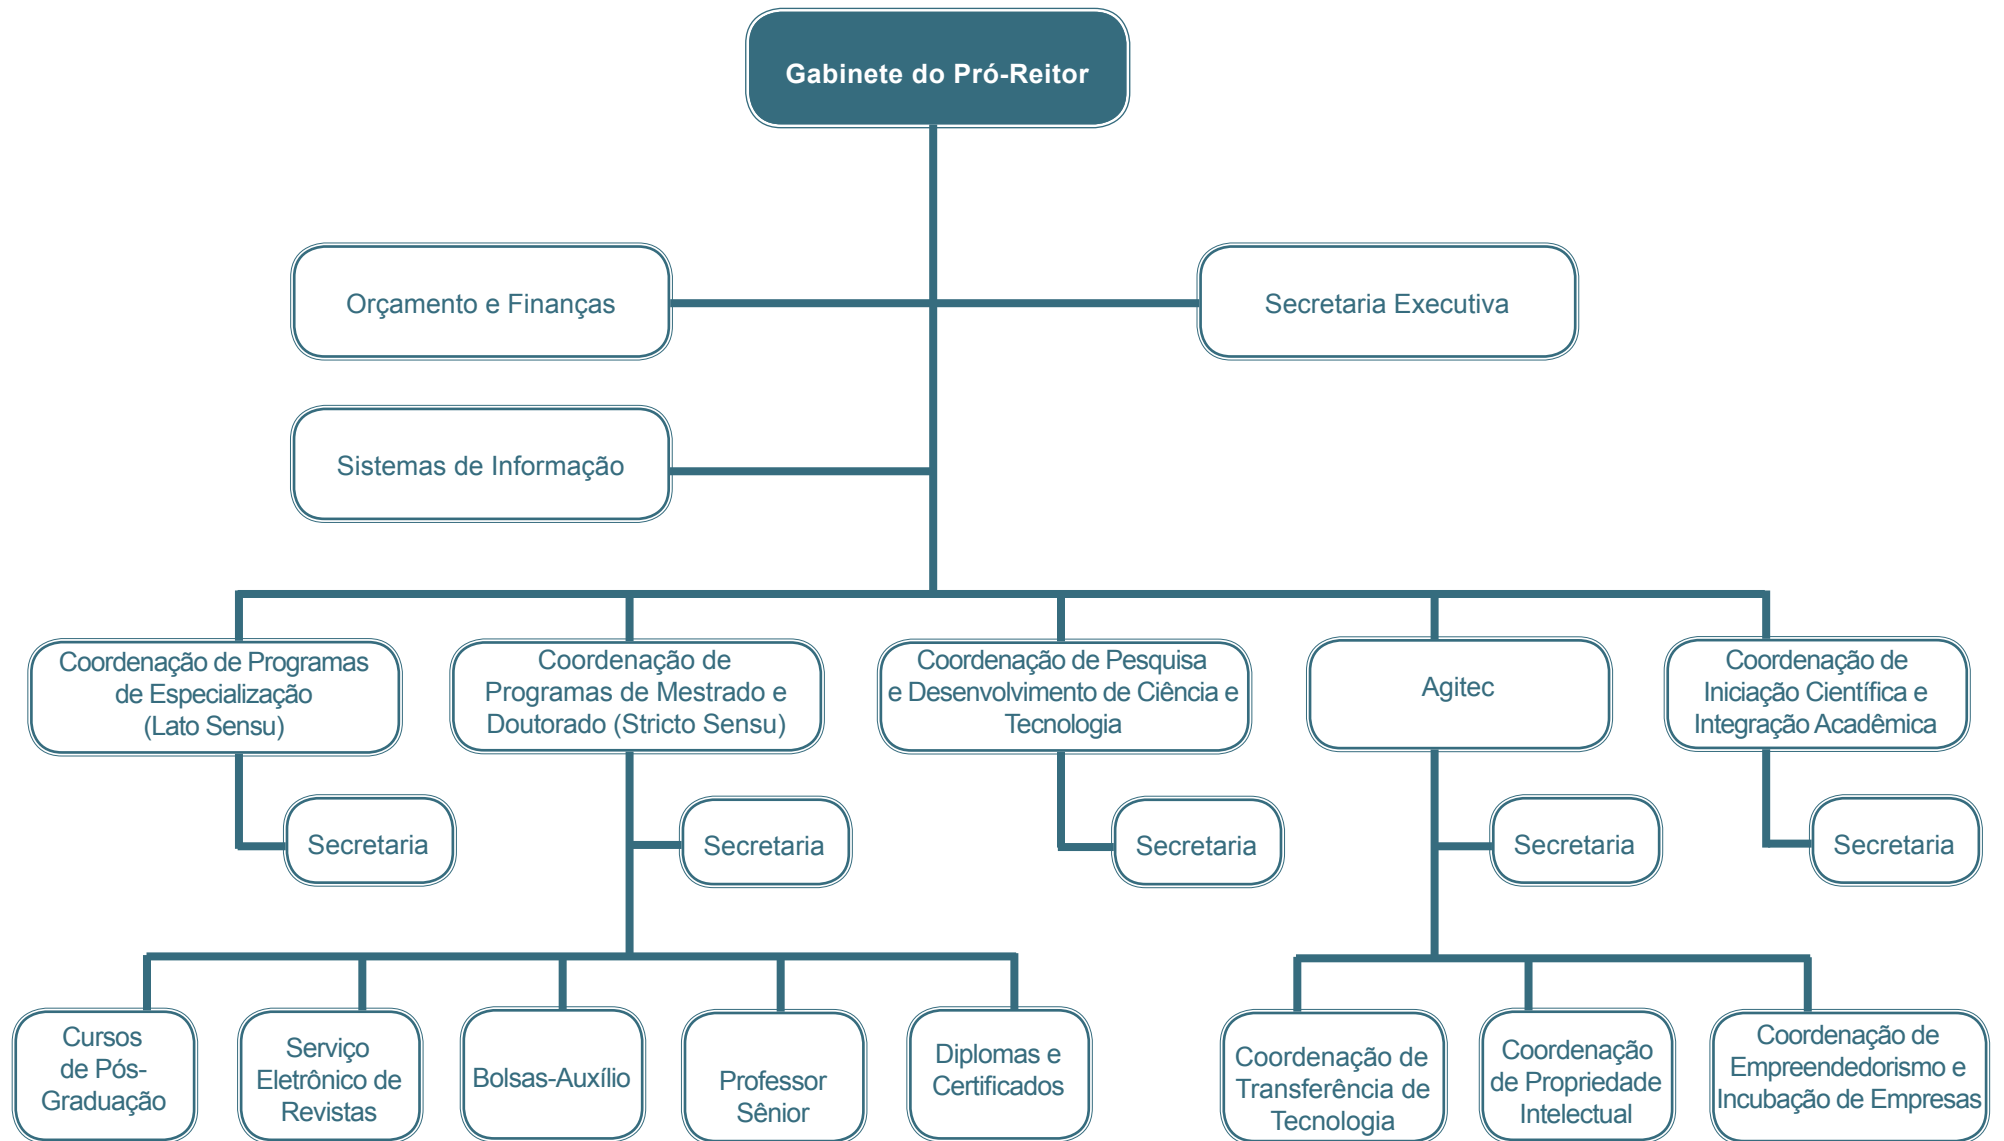 Gabinete do Pró-Reitor
Orçamento e Finanças
Secretaria Executiva
Sistemas de Informação
Coordenação de Programas
de Especialização
(Lato Sensu)
Coordenação de
Programas de Mestrado e
Doutorado (Stricto Sensu)
Coordenação de Pesquisa
e Desenvolvimento de Ciência e
Tecnologia
Agitec
Coordenação de
Iniciação Científica e
Integração Acadêmica
Secretaria
Secretaria
Secretaria
Secretaria
Secretaria
Cursos
de Pós-
Graduação
Serviço
Eletrônico de
Revistas
Bolsas-Auxílio
Professor
Sênior
Diplomas e
Certificados
Coordenação de
Transferência de
Tecnologia
Coordenação
de Propriedade
Intelectual
Coordenação de
Empreendedorismo e
Incubação de Empresas